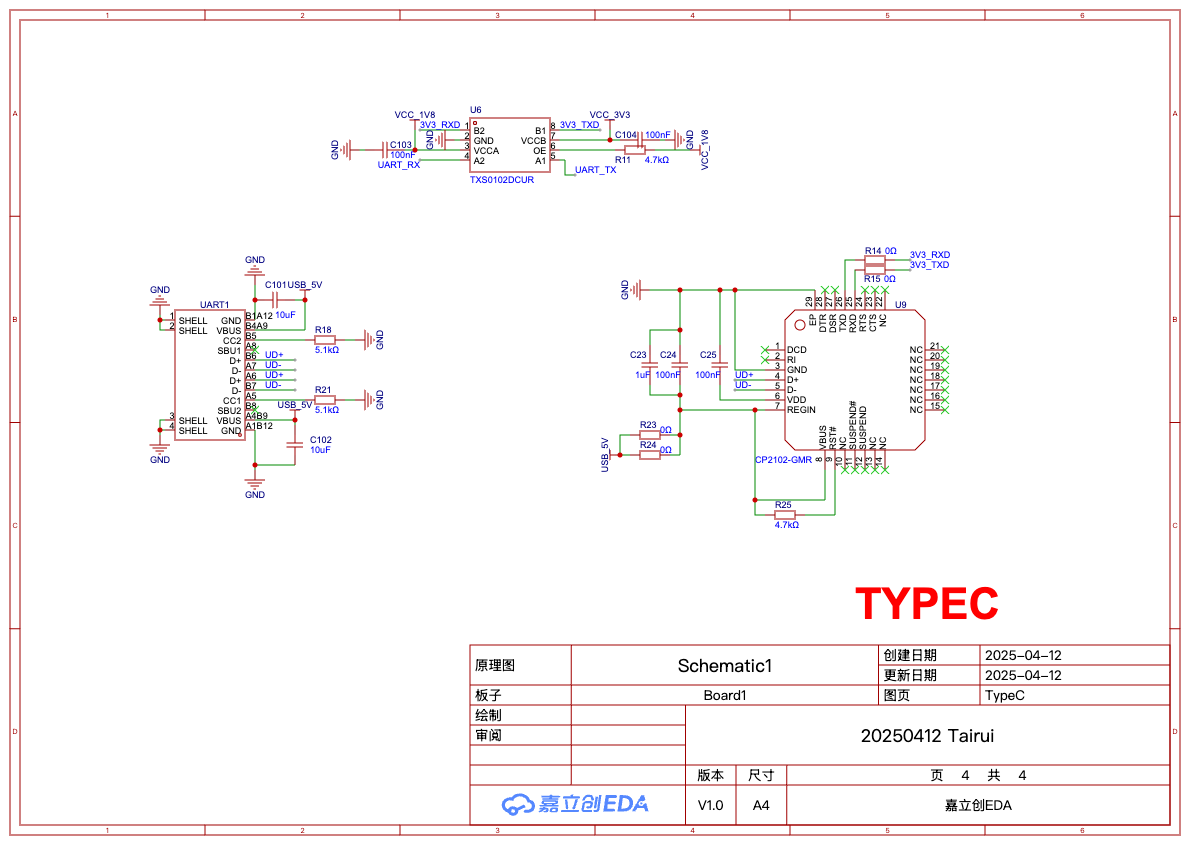 1 2 3 4 5 6
A
B
C
D
U6
VCC_1V8
VCC_3V3
3V3_RXD 1 B2 B1 8 3V3_TXD
GND 2 GND VCCB 7 C104 100nF GND
GND C103 3 VCCA OE 6
100nF 4 A2 A1 5 R11 4.7kΩ VCC_1V8
UART_RX
UART_TX
TXS0102DCUR
GND
C101 USB_5V
10uF
GND
UART1
1 SHELL GND B1A12
2 SHELL VBUS B4A9
CC2 B5 R18
SBU1 A8 5.1kΩ GND
D+ B6 UD+
D- A7 UD-
D+ A6 UD+
D- B7 UD-
CC1 A5 R21
SBU2 B8 USB_5V 5.1kΩ GND
3 SHELL VBUS A4B9
4 SHELL GND A1B12
C102
10uF
GND
GND
R14 0Ω 3V3_RXD
3V3_TXD
R15 0Ω
GND
29 28 27 26 25 24 23 22 U9
EP DTR DSR TXD RXD RTS CTS NC
C23 C24 C25
1uF 100nF 100nF
1 DCD NC 21
2 RI NC 20
3 GND NC 19
UD+ 4 D+ NC 18
UD- 5 D- NC 17
6 VDD NC 16
7 REGIN NC 15
VBUS RST# NC SUSPEND# SUSPEND NC NC
8 9 10 11 12 13 14
CP2102-GMR
R23 0Ω
R24 0Ω
USB_5V
R25
4.7kΩ
TYPEC
原理图 Schematic1 创建日期 2025-04-12
更新日期 2025-04-12
板子 Board1 图页 TypeC
绘制
审阅 20250412 Tairui
版本 尺寸 页 4 共 4
嘉立创EDA V1.0 A4 嘉立创EDA
A
B
C
D
1 2 3 4 5 6